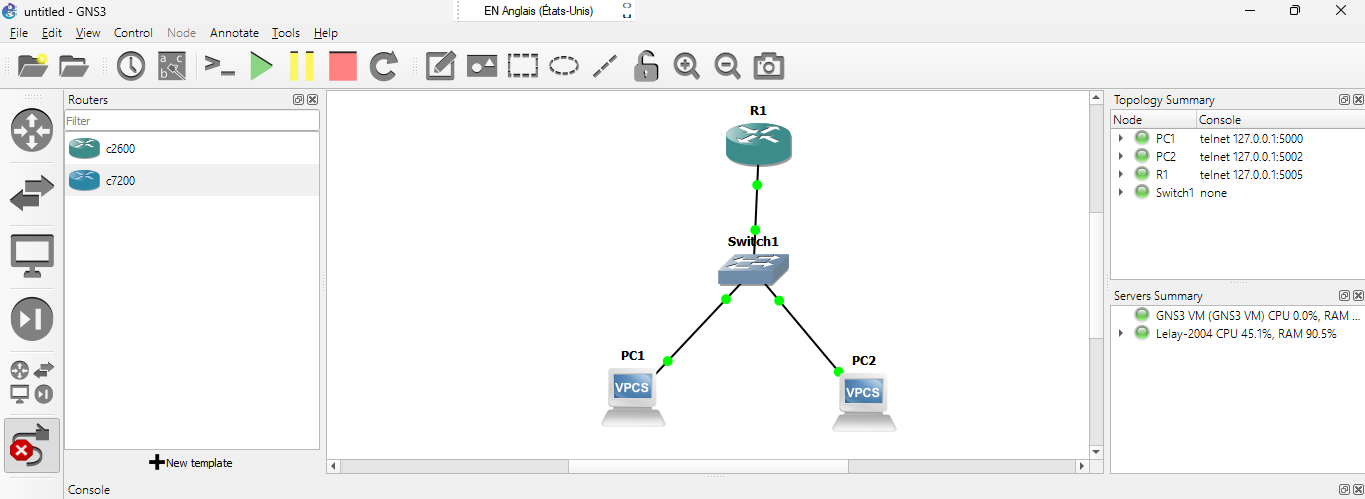 untitled - GNS3
EN Anglais (États-Unis)
File Edit View Control Node Annotate Tools Help
Routers
Filter
c2600
c7200
New template
R1
Switch1
PC1
VPCS
PC2
VPCS
Topology Summary
Node Console
PC1 telnet 127.0.0.1:5000
PC2 telnet 127.0.0.1:5002
R1 telnet 127.0.0.1:5005
Switch1 none
Servers Summary
GNS3 VM (GNS3 VM) CPU 0.0%, RAM ...
Lelay-2004 CPU 45.1%, RAM 90.5%
Console